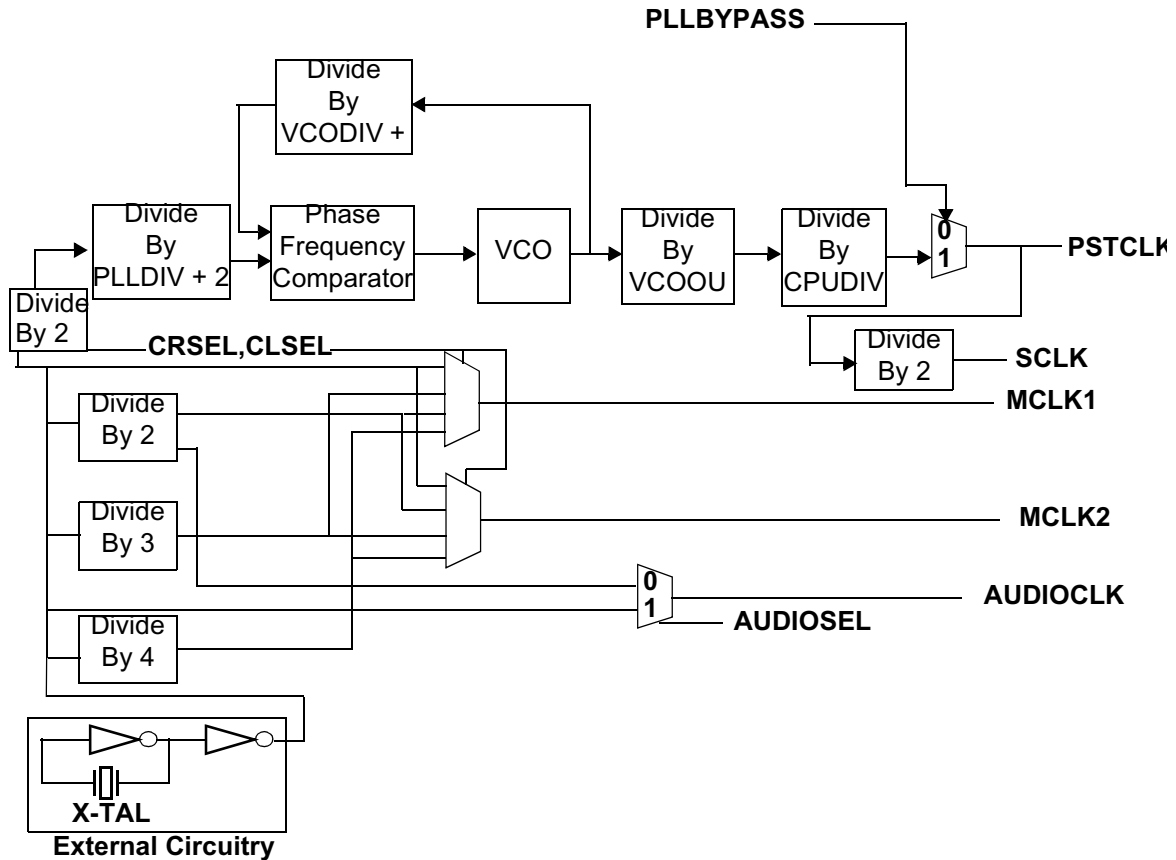 PLLBYPASS
Divide
By
VCODIV +
Divide
By
PLLDIV + 2
Phase
Frequency
Comparator
VCO
Divide
By
VCOOU
Divide
By
CPUDIV
0
1
PSTCLK
Divide
By 2
CRSEL,CLSEL
Divide
By 2
SCLK
MCLK1
Divide
By 2
Divide
By 3
MCLK2
0
1
AUDIOCLK
AUDIOSEL
Divide
By 4
X-TAL
External Circuitry